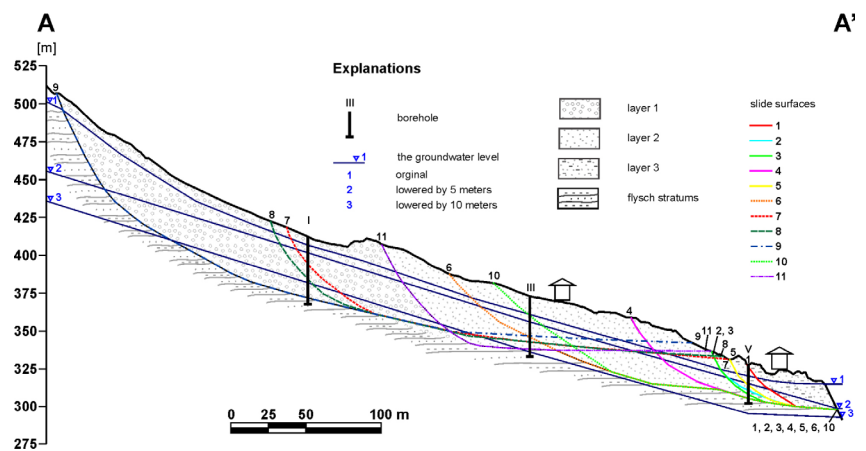 A A'
[m]
525
500
475
450
425
400
375
350
325
300
275
Explanations
III borehole
1 the groundwater level
1 orginal
2 lowered by 5 meters
3 lowered by 10 meters
layer 1
layer 2
layer 3
flysch stratums
slide surfaces
1
2
3
4
5
6
7
8
9
10
11
9
1
2
3
8 7 I
11
6 10 III
4
9 11 2, 3
8
5 V
7
1
2
3
1, 2, 3, 4, 5, 6, 10
0 25 50 100 m